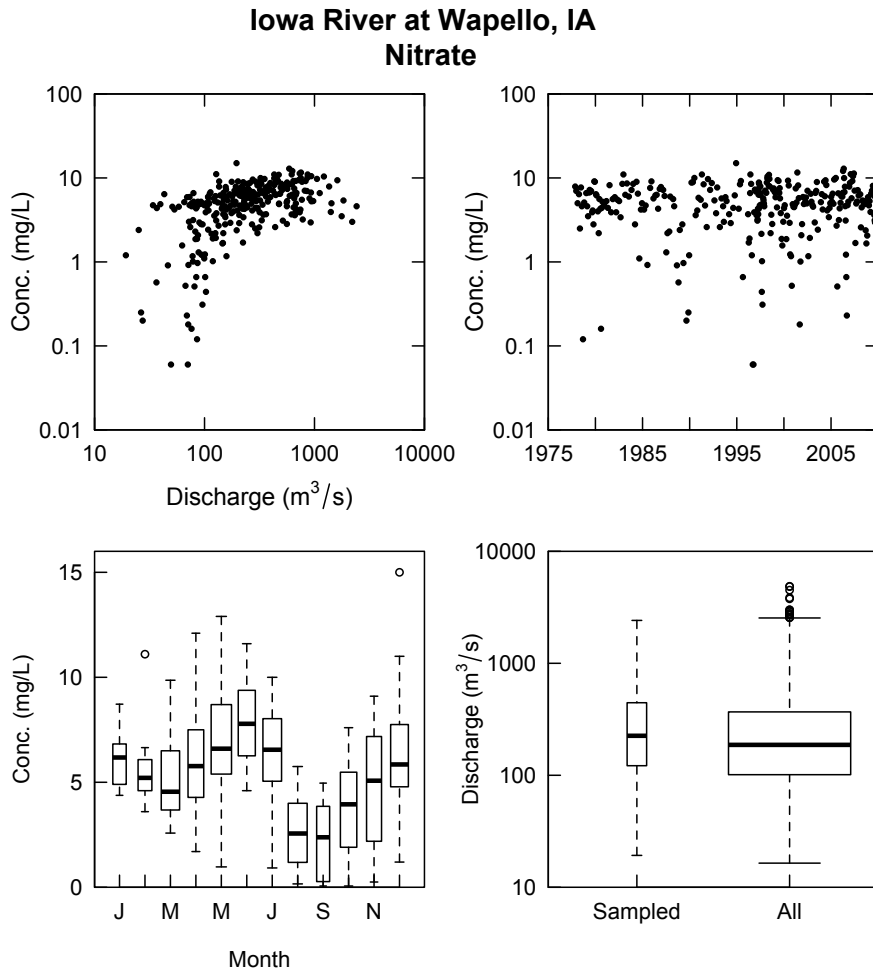 Iowa River at Wapello, IA
Nitrate
100
10
1
0.1
0.01
Conc. (mg/L)
10 100 1000 10000
Discharge (m³/s)
100
10
1
0.1
0.01
Conc. (mg/L)
1975 1985 1995 2005
15
10
5
0
Conc. (mg/L)
J M M J S N
Month
10000
1000
100
10
Discharge (m³/s)
Sampled All